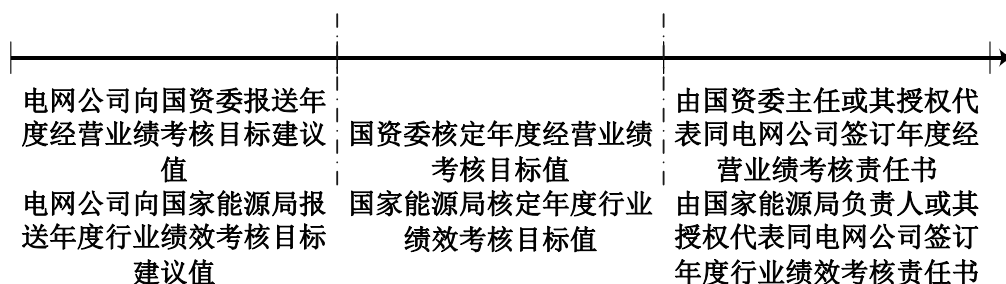 电网公司向国资委报送年
度经营业绩考核目标建议
值
电网公司向国家能源局报
送年度行业绩效考核目标
建议值
国资委核定年度经营业绩
考核目标值
国家能源局核定年度行业
绩效考核目标值
由国资委主任或其授权代
表同电网公司签订年度经
营业绩考核责任书
由国家能源局负责人或其
授权代表同电网公司签订
年度行业绩效考核责任书